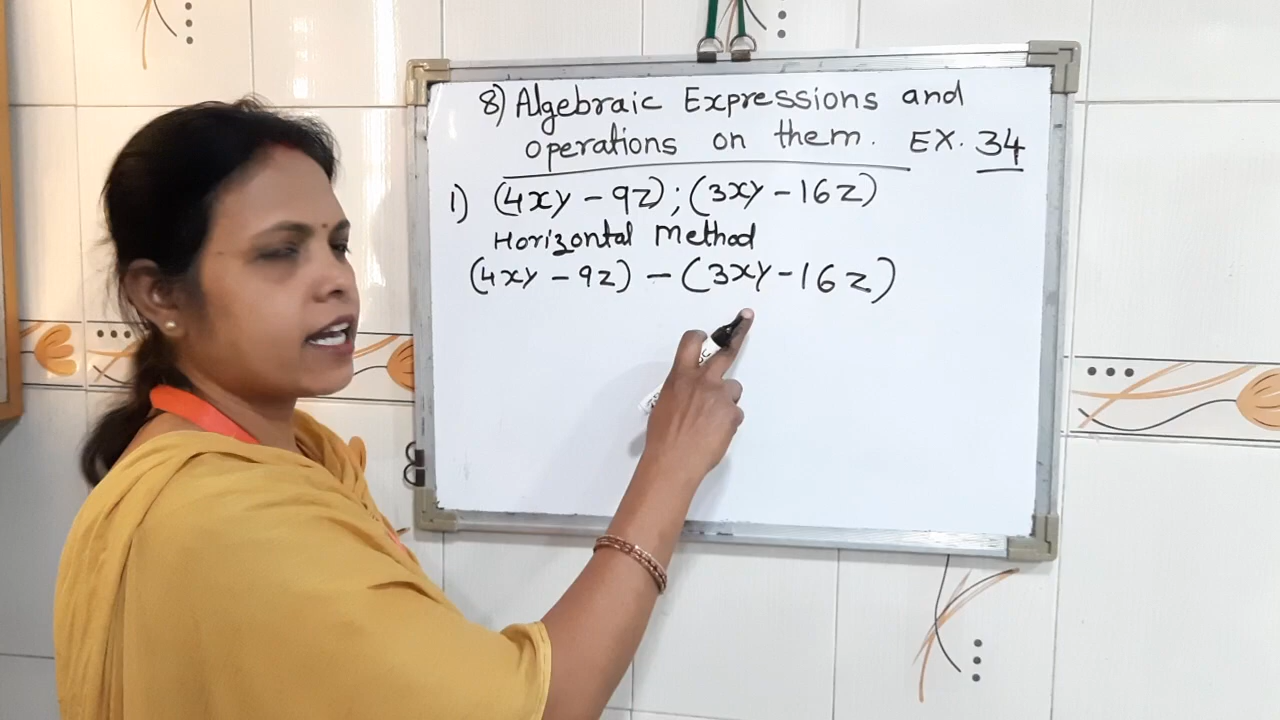 8) Algebraic Expressions and
operations on them. EX. 34
1) (4xy - 9z) ; (3xy - 16z)
Horizontal Method
(4xy - 9z) - (3xy - 16z)